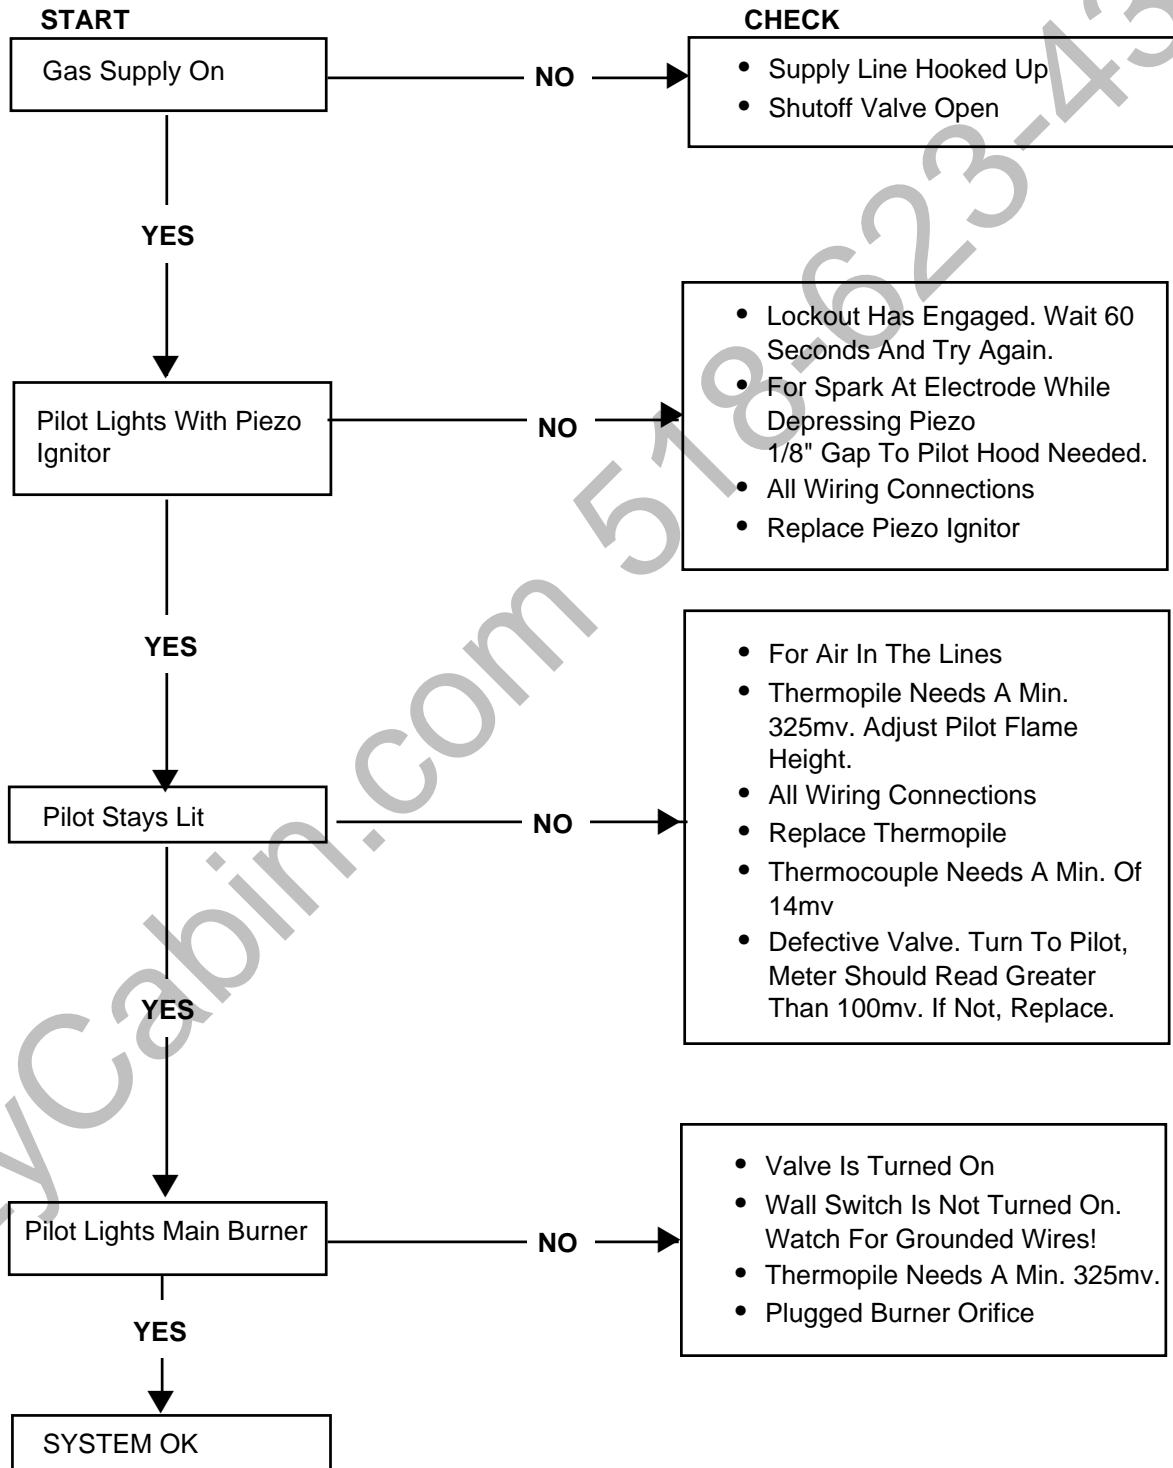 START
CHECK
Gas Supply On
NO
• Supply Line Hooked Up
• Shutoff Valve Open
YES
Pilot Lights With Piezo
Ignitor
NO
• Lockout Has Engaged. Wait 60
Seconds And Try Again.
• For Spark At Electrode While
Depressing Piezo
1/8" Gap To Pilot Hood Needed.
• All Wiring Connections
• Replace Piezo Ignitor
YES
Pilot Stays Lit
NO
• For Air In The Lines
• Thermopile Needs A Min.
325mv. Adjust Pilot Flame
Height.
• All Wiring Connections
• Replace Thermopile
• Thermocouple Needs A Min. Of
14mv
• Defective Valve. Turn To Pilot,
Meter Should Read Greater
Than 100mv. If Not, Replace.
YES
Pilot Lights Main Burner
NO
• Valve Is Turned On
• Wall Switch Is Not Turned On.
Watch For Grounded Wires!
• Thermopile Needs A Min. 325mv.
• Plugged Burner Orifice
YES
SYSTEM OK
yCabin.com 518-623-43